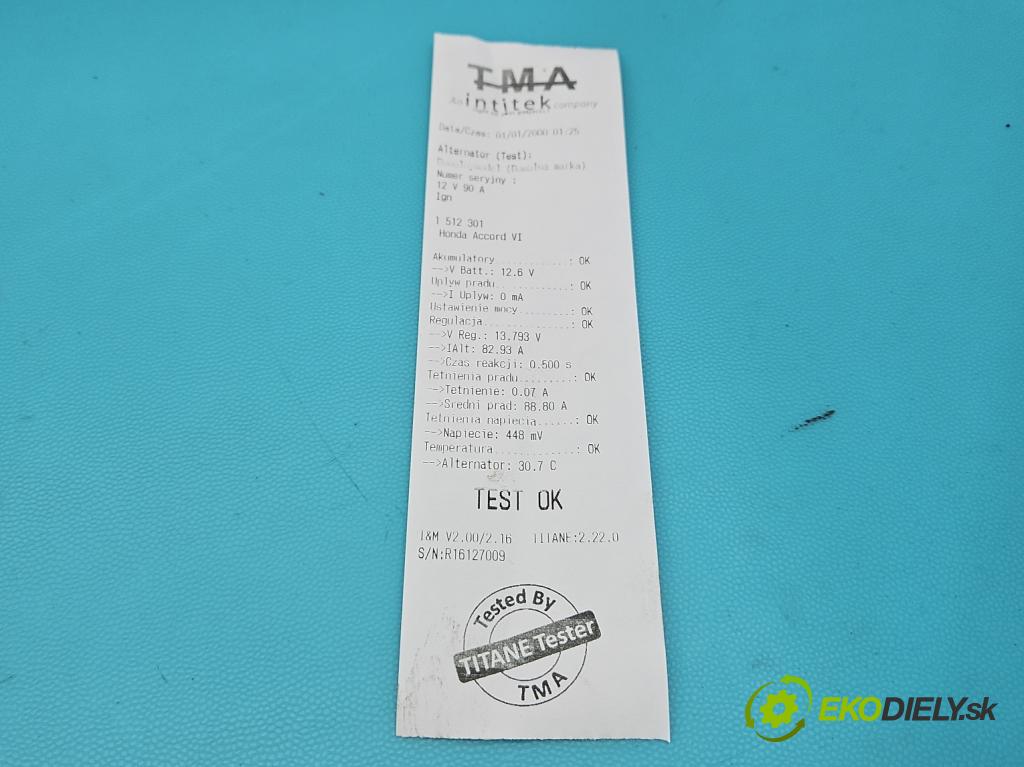 TMA
An intitek company
Data/Czas: 01/01/2000 01:25
Alternator (Test):
marka)
Numer seryjny :
12 V 90 A
Ign
1 512 301
Honda Accord VI
Akumulatory............: OK
-->V Batt.: 12.6 V
Uplyw pradu............: OK
-->I Uplyw: 0 mA
Ustawienie mocy........: OK
Regulacja..............: OK
-->V Reg.: 13.793 V
-->IAlt: 82.93 A
-->Czas reakcji: 0.500 s
Tetnienia pradu.........: OK
-->Tetnienie: 0.07 A
-->Sredni prad: 88.80 A
Tetnienia napiecia......: OK
-->Napiecie: 448 mV
Temperatura............: OK
-->Alternator: 30.7 C
TEST OK
I&M V2.00/2.16 TITANE:2.22.0
S/N:R16127009
Tested By
TITANE Tester
TMA
EKODIELY.sk